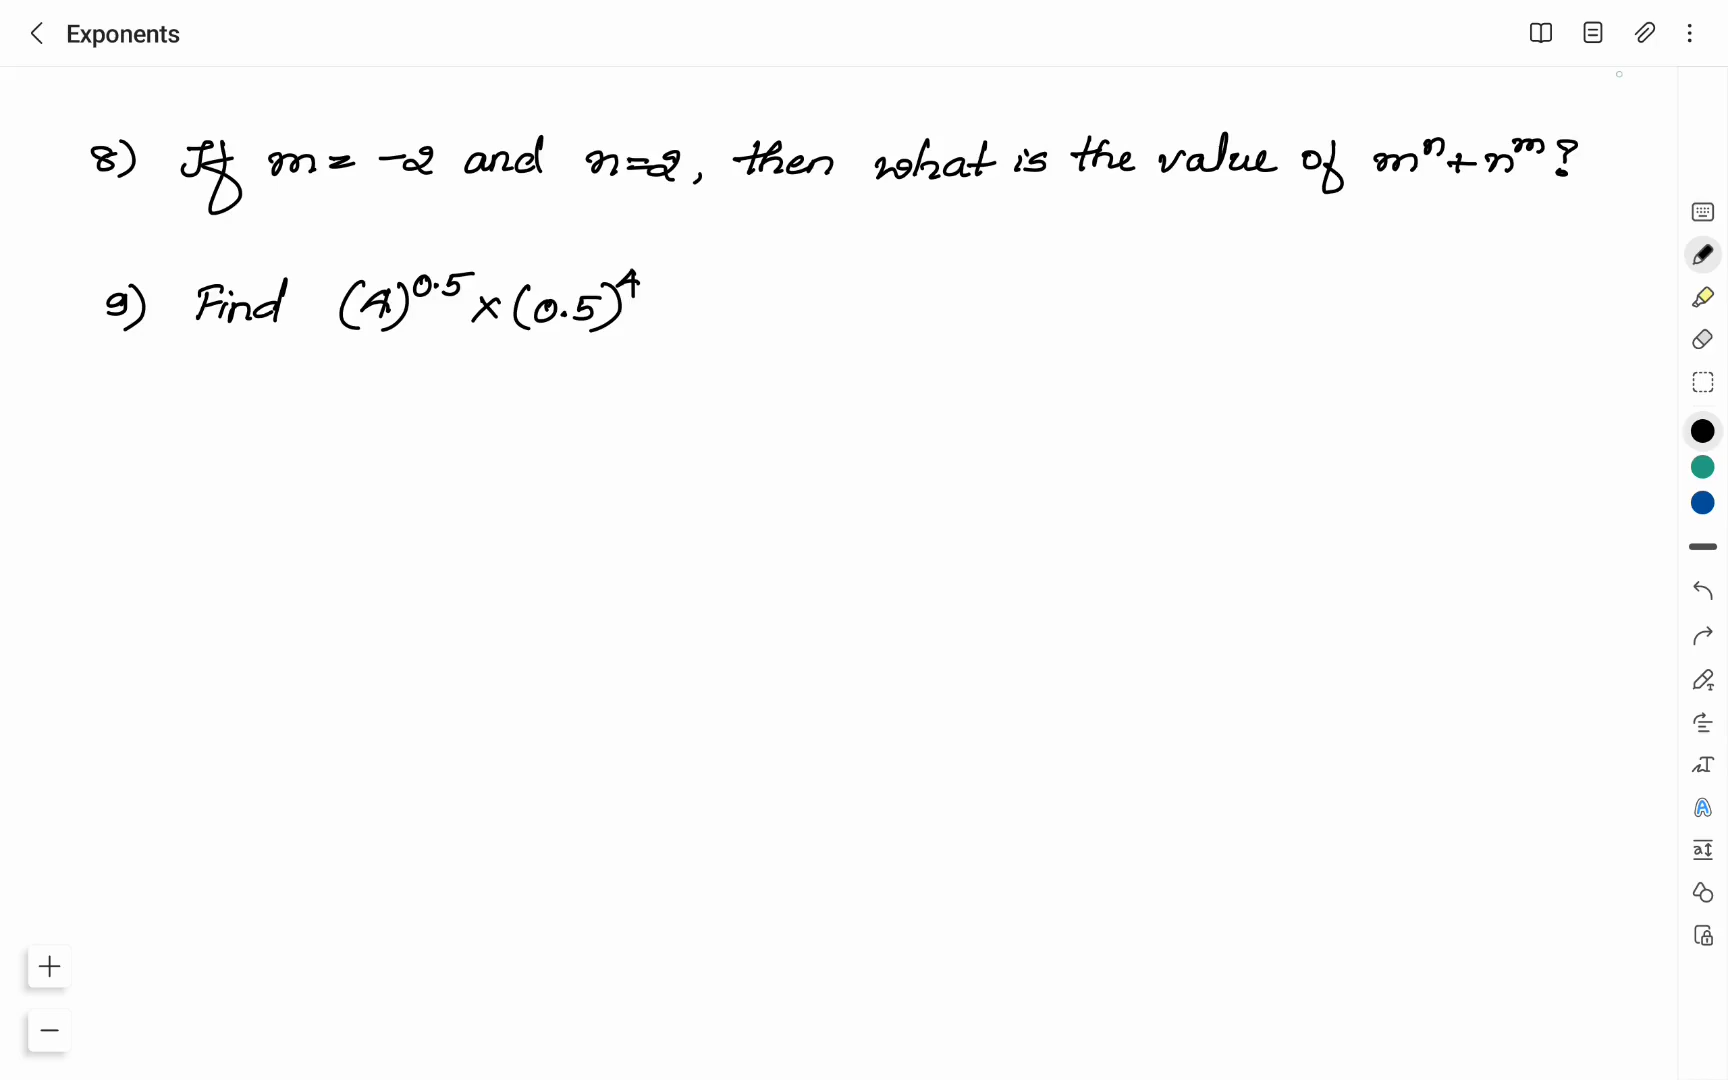 Exponents
8) If m = -2 and n=2, then what is the value of mⁿ+nᵐ?
9) Find (4)^0.5 × (0.5)^4